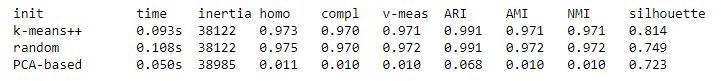 init time inertia homo compl v-meas ARI AMI NMI silhouette
k-means++ 0.093s 38122 0.973 0.970 0.971 0.991 0.971 0.971 0.814
random 0.108s 38122 0.975 0.970 0.972 0.991 0.972 0.972 0.749
PCA-based 0.050s 38985 0.011 0.010 0.010 0.068 0.010 0.010 0.723